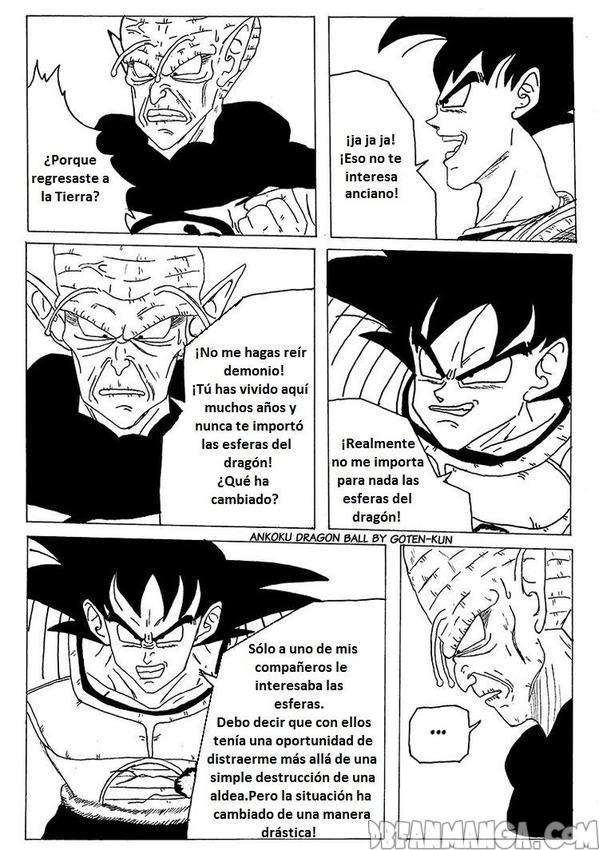 ¿Porque
regresaste a
la Tierra?
¡ja ja ja!
¡Eso no te
interesa
anciano!
¡No me hagas reír
demonio!
¡Tú has vivido aquí
muchos años y
nunca te importó
las esferas del
dragón!
¿Qué ha
cambiado?
¡Realmente
no me importa
para nada las
esferas del
dragón!
ANKOKU DRAGON BALL BY GOTEN-KUN
Sólo a uno de mis
compañeros le
interesaba las
esferas.
Debo decir que con ellos
tenía una oportunidad de
distraerme más allá de una
simple destrucción de una
aldea.Pero la situación ha
cambiado de una manera
drástica!
...
DBFANMANGA.COM